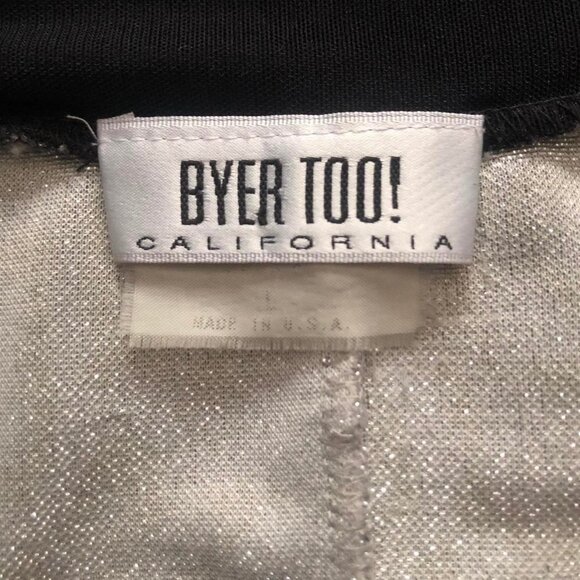 BYER TOO!
CALIFORNIA
L
MADE IN U.S.A.